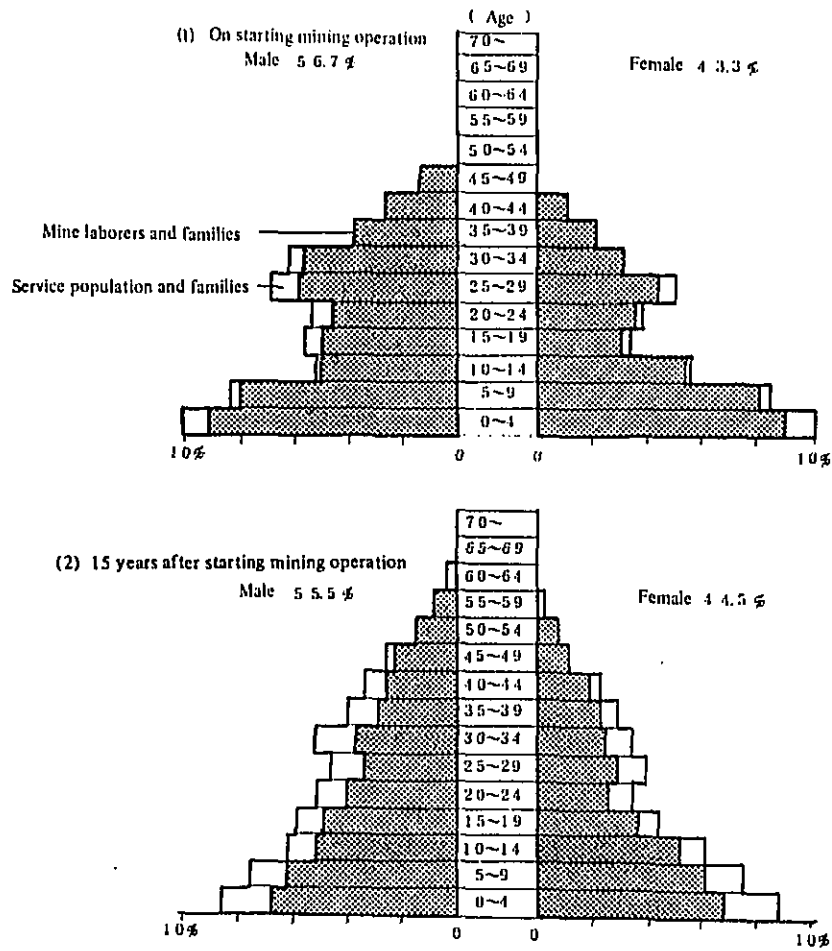 ( Age )
(1) On starting mining operation
Male 56.7%
Female 43.3%
70~
65~69
60~64
55~59
50~54
45~49
40~44
35~39
30~34
25~29
20~24
15~19
10~14
5~9
0~4
Mine laborers and families
Service population and families
10% 0 0 10%
(2) 15 years after starting mining operation
Male 55.5%
Female 44.5%
70~
65~69
60~64
55~59
50~54
45~49
40~44
35~39
30~34
25~29
20~24
15~19
10~14
5~9
0~4
10% 0 0 10%